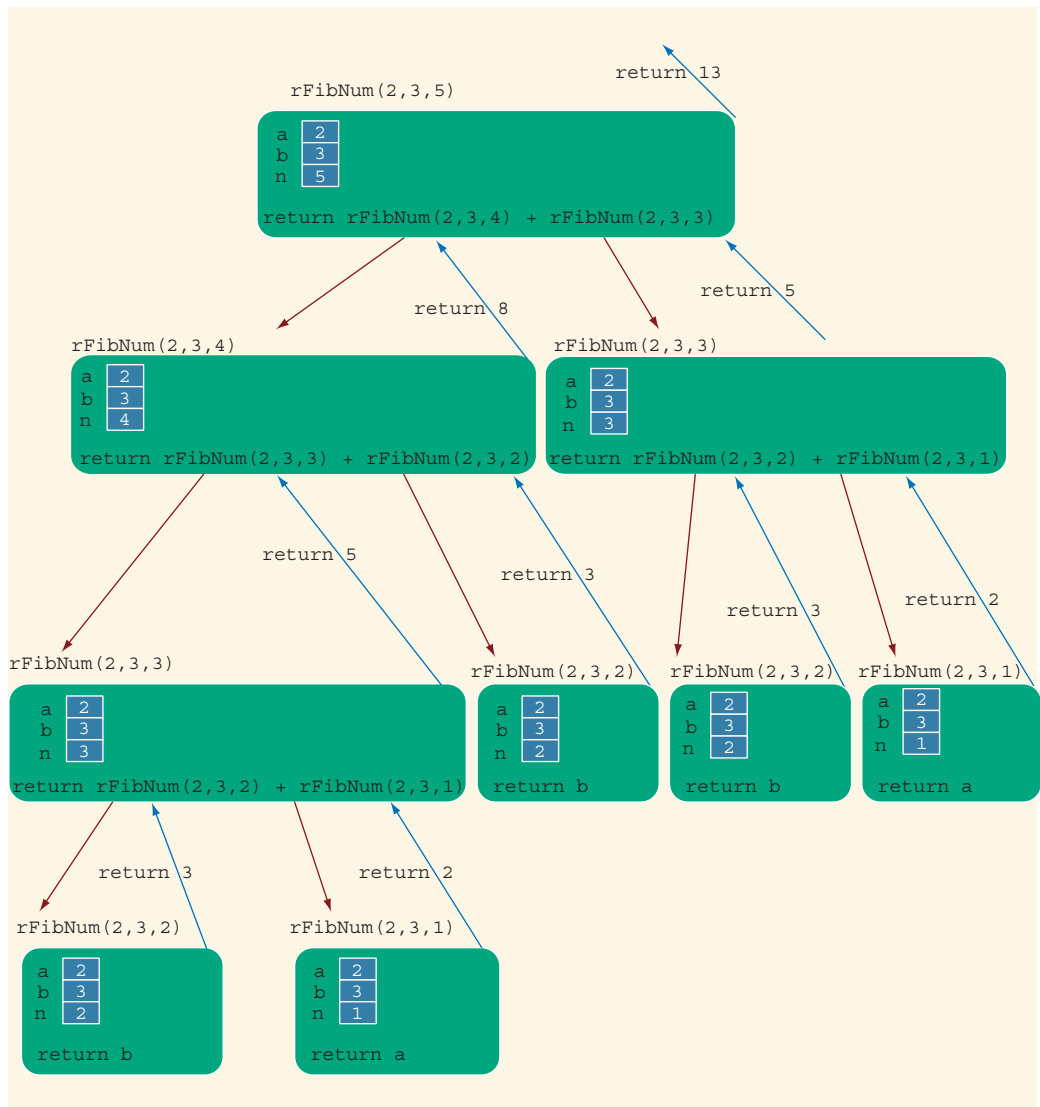 return 13
rFibNum(2,3,5)
a 2
b 3
n 5
return rFibNum(2,3,4) + rFibNum(2,3,3)
return 8
return 5
rFibNum(2,3,4)
a 2
b 3
n 4
return rFibNum(2,3,3) + rFibNum(2,3,2)
rFibNum(2,3,3)
a 2
b 3
n 3
return rFibNum(2,3,2) + rFibNum(2,3,1)
return 5
return 3
return 3
return 2
rFibNum(2,3,3)
a 2
b 3
n 3
return rFibNum(2,3,2) + rFibNum(2,3,1)
rFibNum(2,3,2)
a 2
b 3
n 2
return b
rFibNum(2,3,2)
a 2
b 3
n 2
return b
rFibNum(2,3,1)
a 2
b 3
n 1
return a
return 3
return 2
rFibNum(2,3,2)
a 2
b 3
n 2
return b
rFibNum(2,3,1)
a 2
b 3
n 1
return a